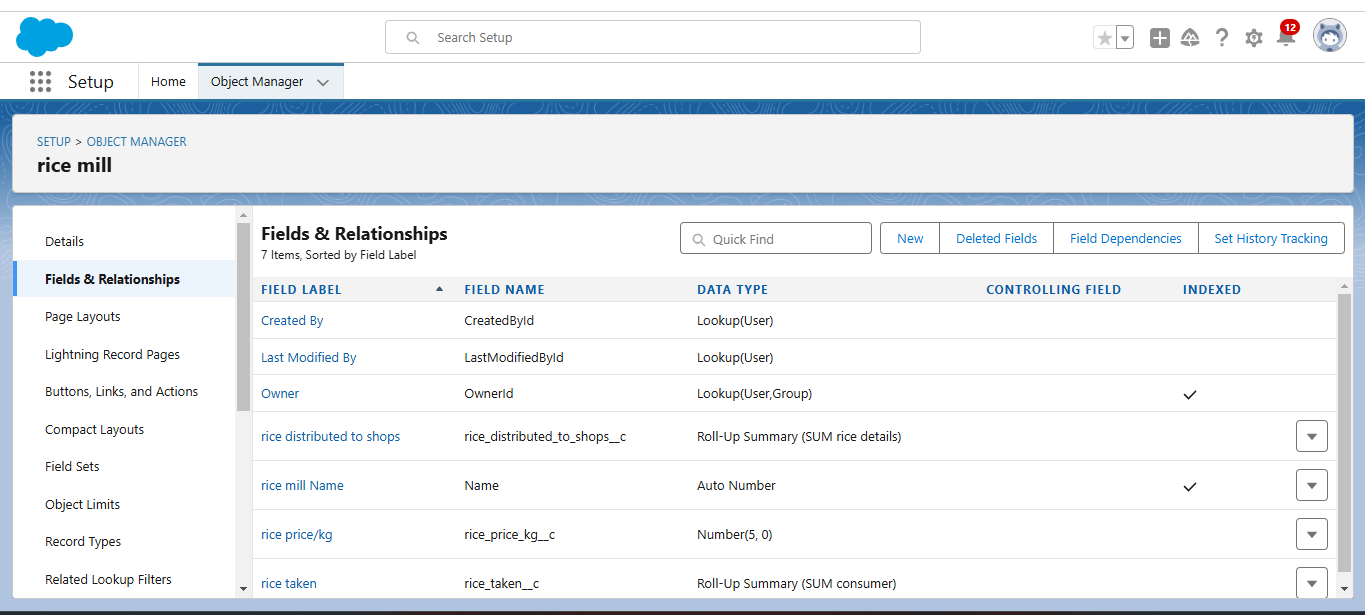 Search Setup
12
Setup
Home
Object Manager
SETUP > OBJECT MANAGER
rice mill
Details
Fields & Relationships
Page Layouts
Lightning Record Pages
Buttons, Links, and Actions
Compact Layouts
Field Sets
Object Limits
Record Types
Related Lookup Filters
Fields & Relationships
7 Items, Sorted by Field Label
Quick Find
New
Deleted Fields
Field Dependencies
Set History Tracking
FIELD LABEL FIELD NAME DATA TYPE CONTROLLING FIELD INDEXED
Created By CreatedById Lookup(User)
Last Modified By LastModifiedById Lookup(User)
Owner OwnerId Lookup(User,Group)
rice distributed to shops rice_distributed_to_shops__c Roll-Up Summary (SUM rice details)
rice mill Name Name Auto Number
rice price/kg rice_price_kg__c Number(5, 0)
rice taken rice_taken__c Roll-Up Summary (SUM consumer)